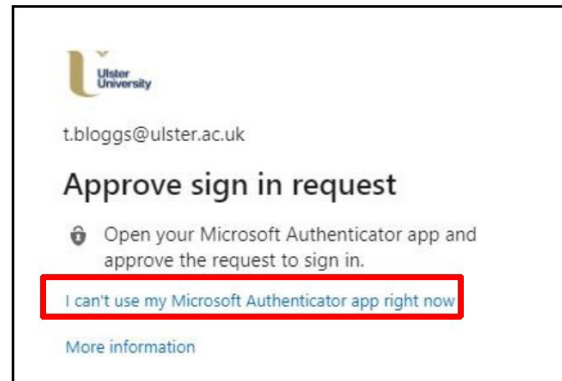 Ulster
University
t.bloggs@ulster.ac.uk
Approve sign in request
Open your Microsoft Authenticator app and
approve the request to sign in.
I can't use my Microsoft Authenticator app right now
More information